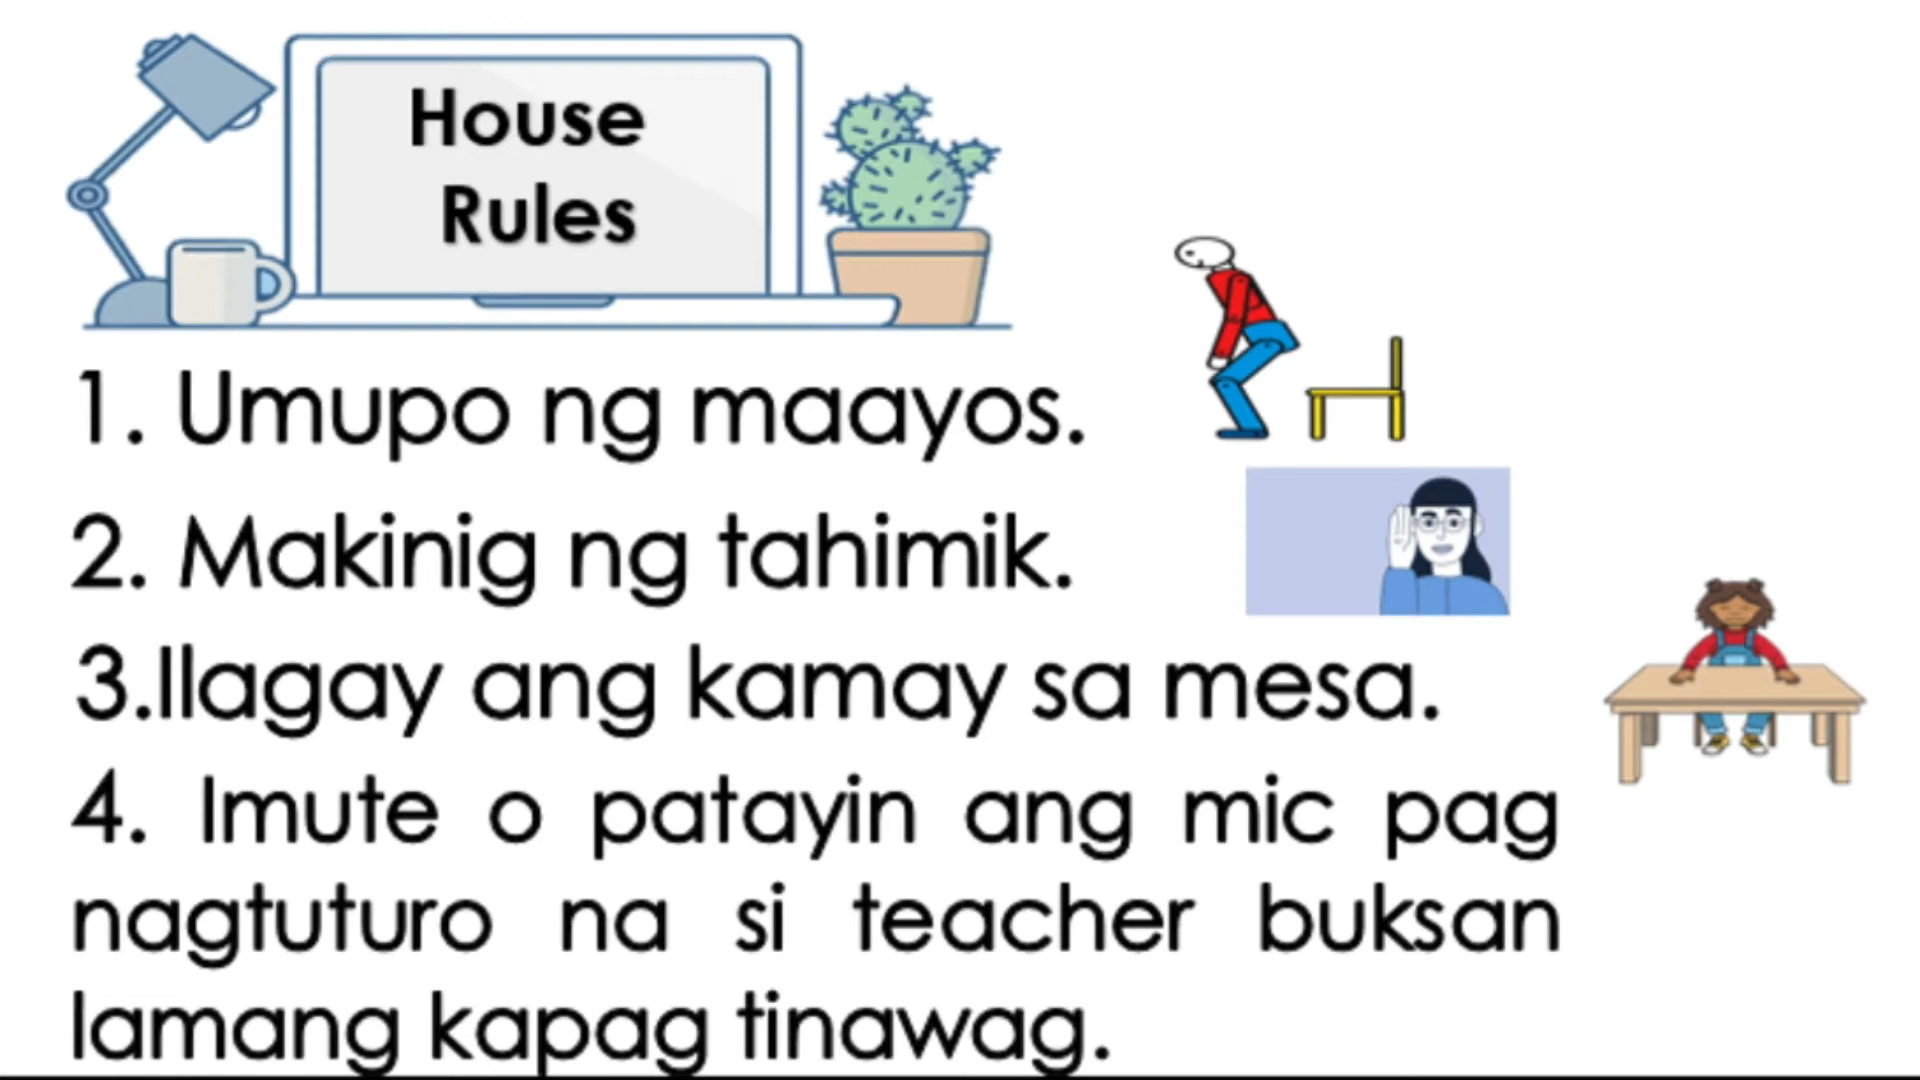 House
Rules
1. Umupo ng maayos.
2. Makinig ng tahimik.
3.Ilagay ang kamay sa mesa.
4. Imute o patayin ang mic pag
nagtuturo na si teacher buksan
lamang kapag tinawag.